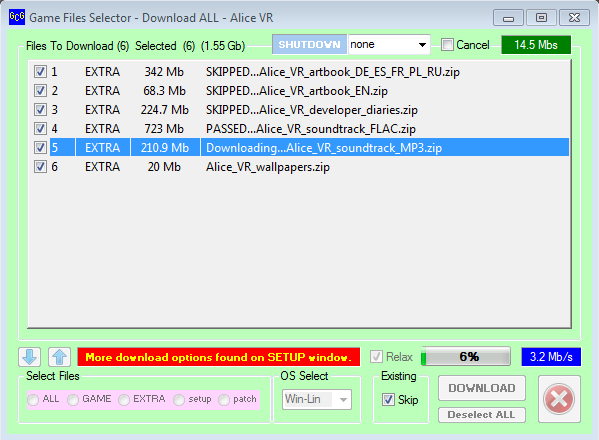 GcG Game Files Selector - Download ALL - Alice VR
Files To Download (6) Selected (6) (1.55 Gb) SHUTDOWN none Cancel 14.5 Mbs
1 EXTRA 342 Mb SKIPPED...Alice_VR_artbook_DE_ES_FR_PL_RU.zip
2 EXTRA 68.3 Mb SKIPPED...Alice_VR_artbook_EN.zip
3 EXTRA 224.7 Mb SKIPPED...Alice_VR_developer_diaries.zip
4 EXTRA 723 Mb PASSED...Alice_VR_soundtrack_FLAC.zip
5 EXTRA 210.9 Mb Downloading...Alice_VR_soundtrack_MP3.zip
6 EXTRA 20 Mb Alice_VR_wallpapers.zip
More download options found on SETUP window. Relax 6% 3.2 Mb/s
Select Files OS Select Existing
ALL GAME EXTRA setup patch Win-Lin Skip DOWNLOAD
Deselect ALL